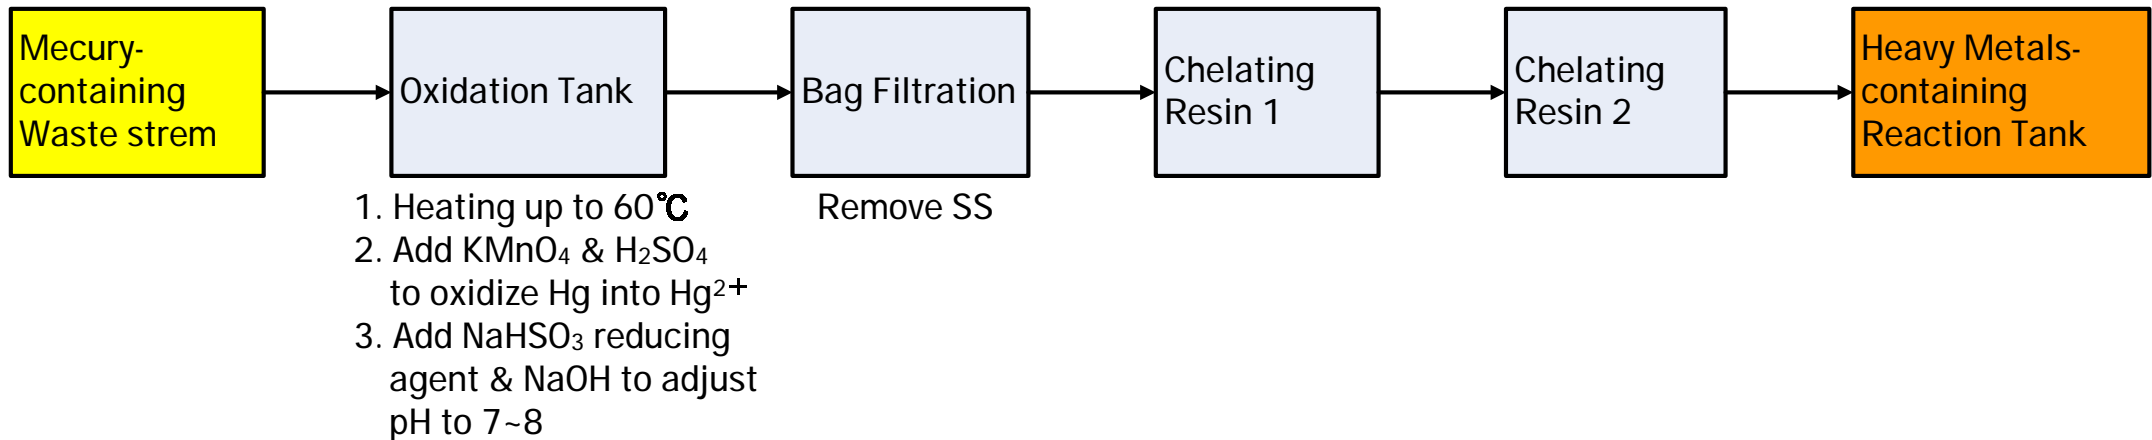 Mecury-
containing
Waste strem
Oxidation Tank
Bag Filtration
Chelating
Resin 1
Chelating
Resin 2
Heavy Metals-
containing
Reaction Tank
1. Heating up to 60℃
2. Add KMnO₄ & H₂SO₄
to oxidize Hg into Hg²⁺
3. Add NaHSO₃ reducing
agent & NaOH to adjust
pH to 7~8
Remove SS